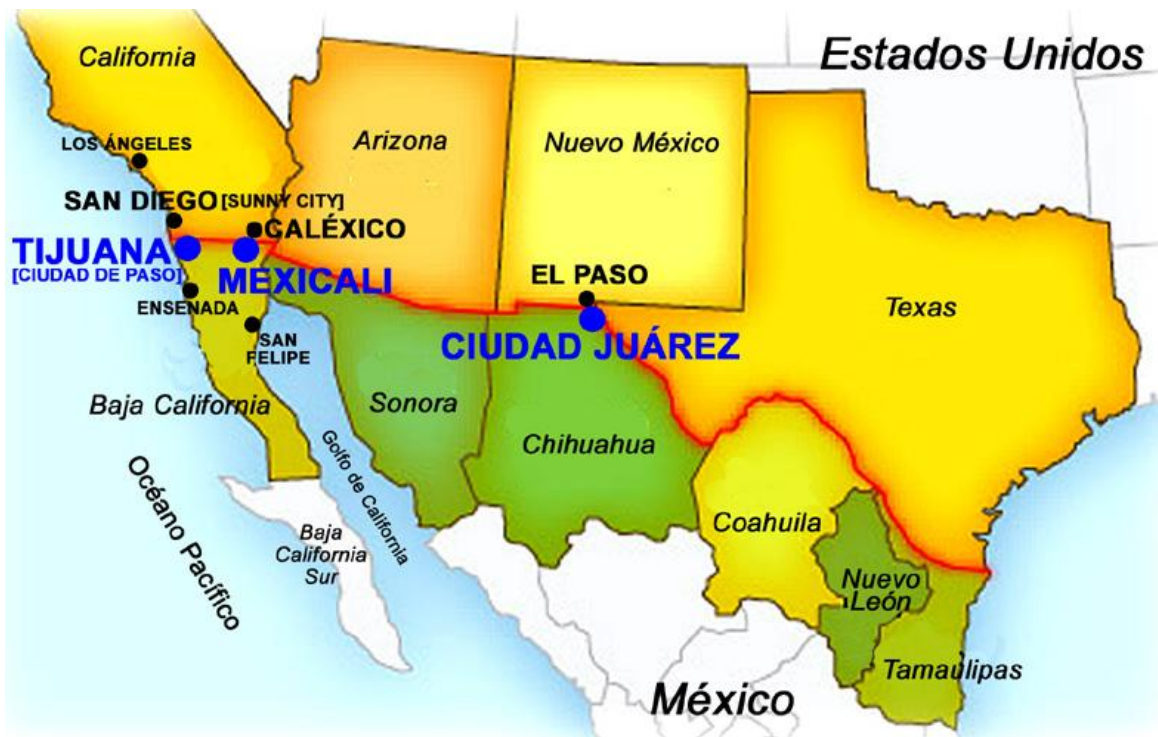 Estados Unidos
California
Arizona
Nuevo México
LOS ÁNGELES
SAN DIEGO [SUNNY CITY]
CALÉXICO
TIJUANA
[CIUDAD DE PASO]
MEXICALI
ENSENADA
SAN
FELIPE
EL PASO
CIUDAD JUÁREZ
Texas
Baja California
Sonora
Chihuahua
Golfo de California
Océano Pacífico
Baja
California
Sur
Coahuila
Nuevo
León
Tamaúlipas
México